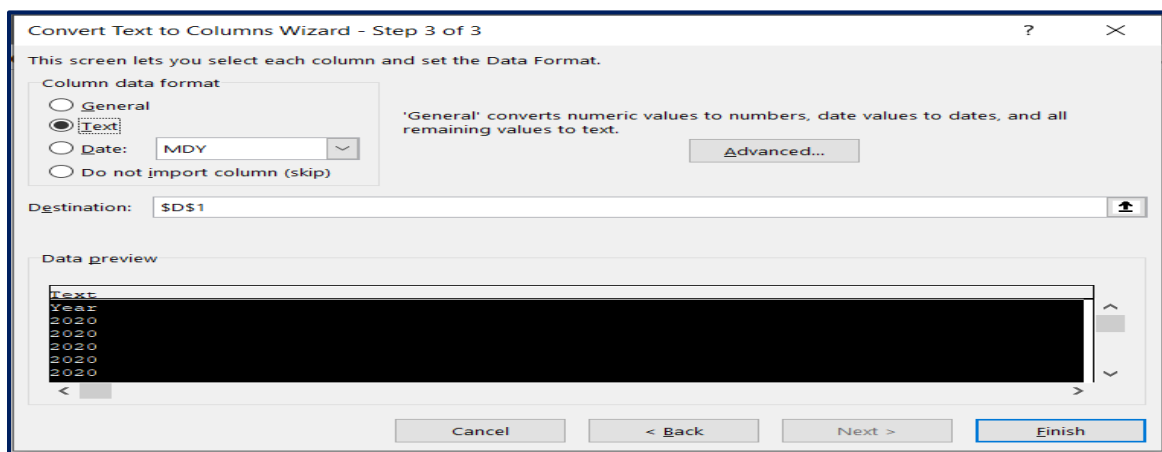 Convert Text to Columns Wizard - Step 3 of 3
?
This screen lets you select each column and set the Data Format.
Column data format
General
Text
Date: MDY
Do not import column (skip)
'General' converts numeric values to numbers, date values to dates, and all
remaining values to text.
Advanced...
Destination: $D$1
Data preview
Text
Year
2020
2020
2020
2020
2020
Cancel
< Back
Next >
Finish